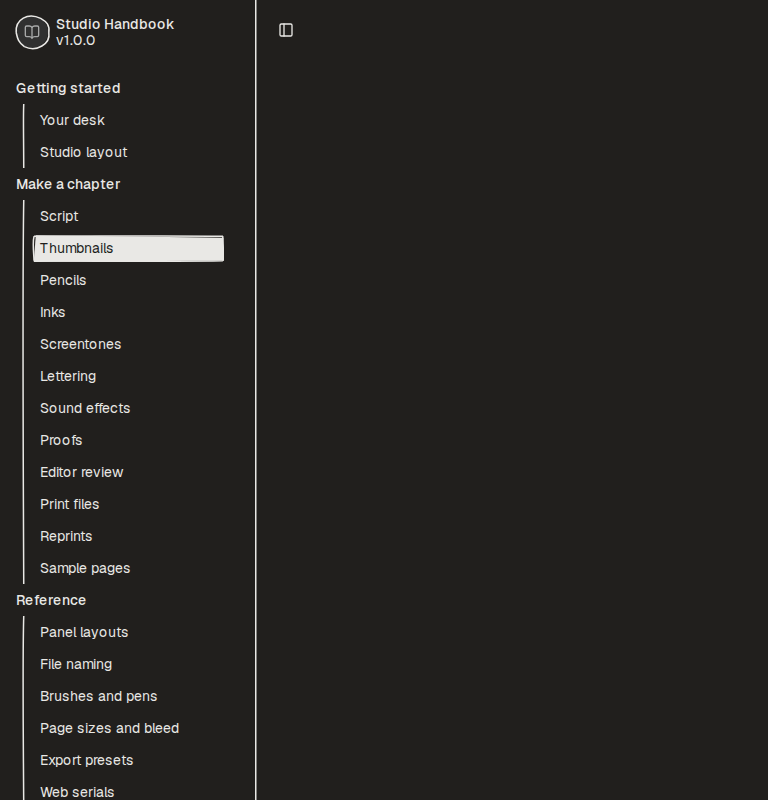 Studio Handbook
v1.0.0
Getting started
Your desk
Studio layout
Make a chapter
Script
Thumbnails
Pencils
Inks
Screentones
Lettering
Sound effects
Proofs
Editor review
Print files
Reprints
Sample pages
Reference
Panel layouts
File naming
Brushes and pens
Page sizes and bleed
Export presets
Web serials